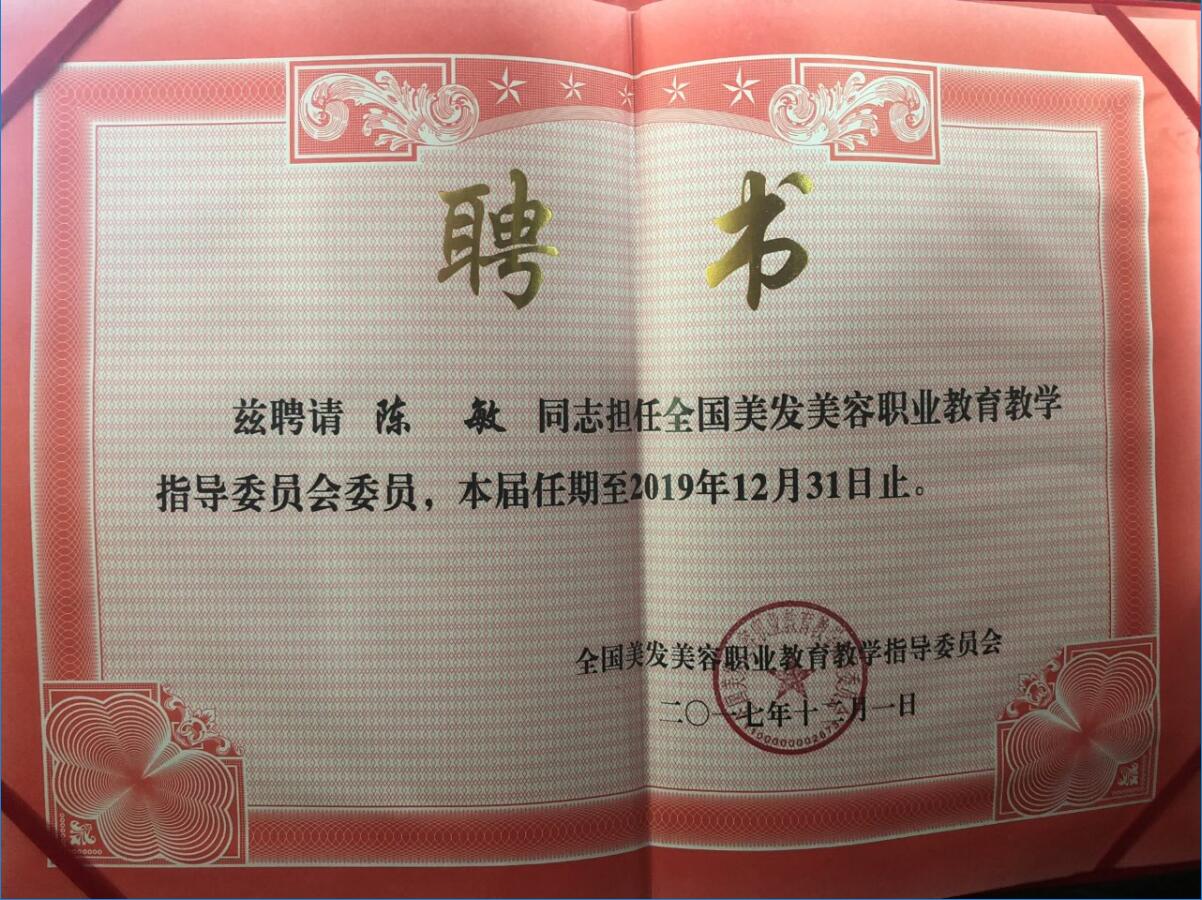 聘书
兹聘请 陈 敏 同志担任全国美发美容职业教育教学
指导委员会委员，本届任期至2019年12月31日止。
全国美发美容职业教育教学指导委员会
二〇一七年十二月一日